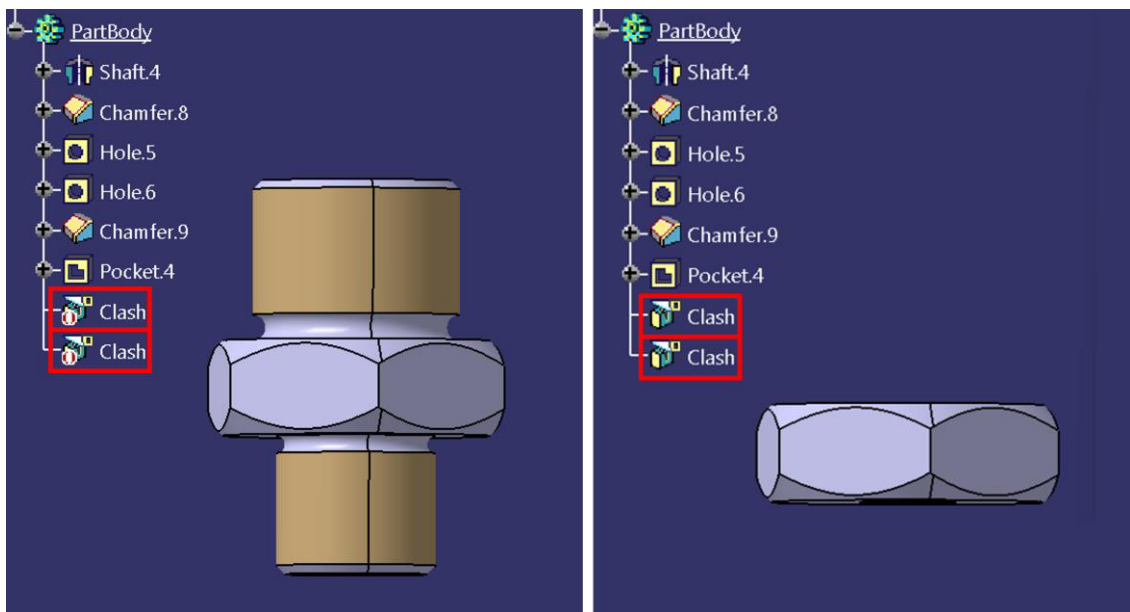 PartBody
Shaft.4
Chamfer.8
Hole.5
Hole.6
Chamfer.9
Pocket.4
Clash
Clash
PartBody
Shaft.4
Chamfer.8
Hole.5
Hole.6
Chamfer.9
Pocket.4
Clash
Clash